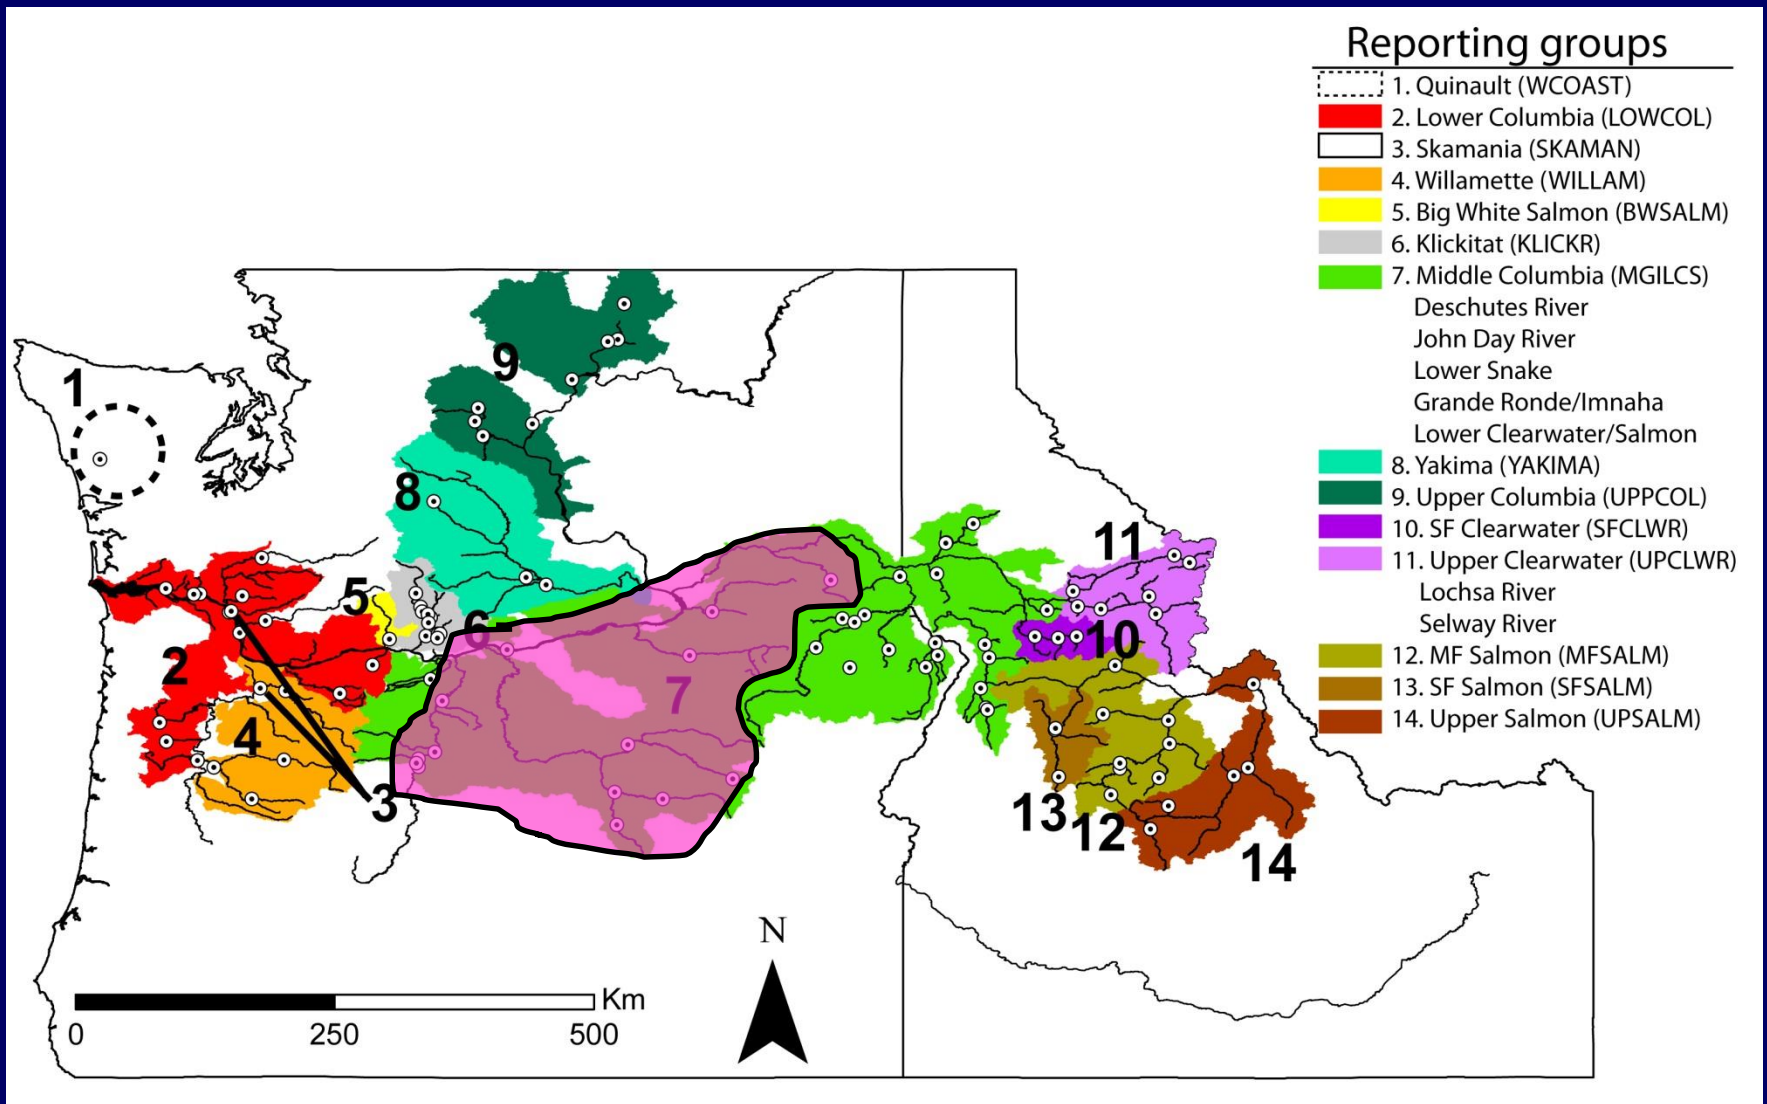 Reporting groups
1. Quinault (WCOAST)
2. Lower Columbia (LOWCOL)
3. Skamania (SKAMAN)
4. Willamette (WILLAM)
5. Big White Salmon (BWSALM)
6. Klickitat (KLICKR)
7. Middle Columbia (MGILCS)
Deschutes River
John Day River
Lower Snake
Grande Ronde/Imnaha
Lower Clearwater/Salmon
8. Yakima (YAKIMA)
9. Upper Columbia (UPPCOL)
10. SF Clearwater (SFCLWR)
11. Upper Clearwater (UPCLWR)
Lochsa River
Selway River
12. MF Salmon (MFSALM)
13. SF Salmon (SFSALM)
14. Upper Salmon (UPSALM)
1
9
8
11
5
6
10
2
7
4
3
13
12
14
N
Km
0
250
500